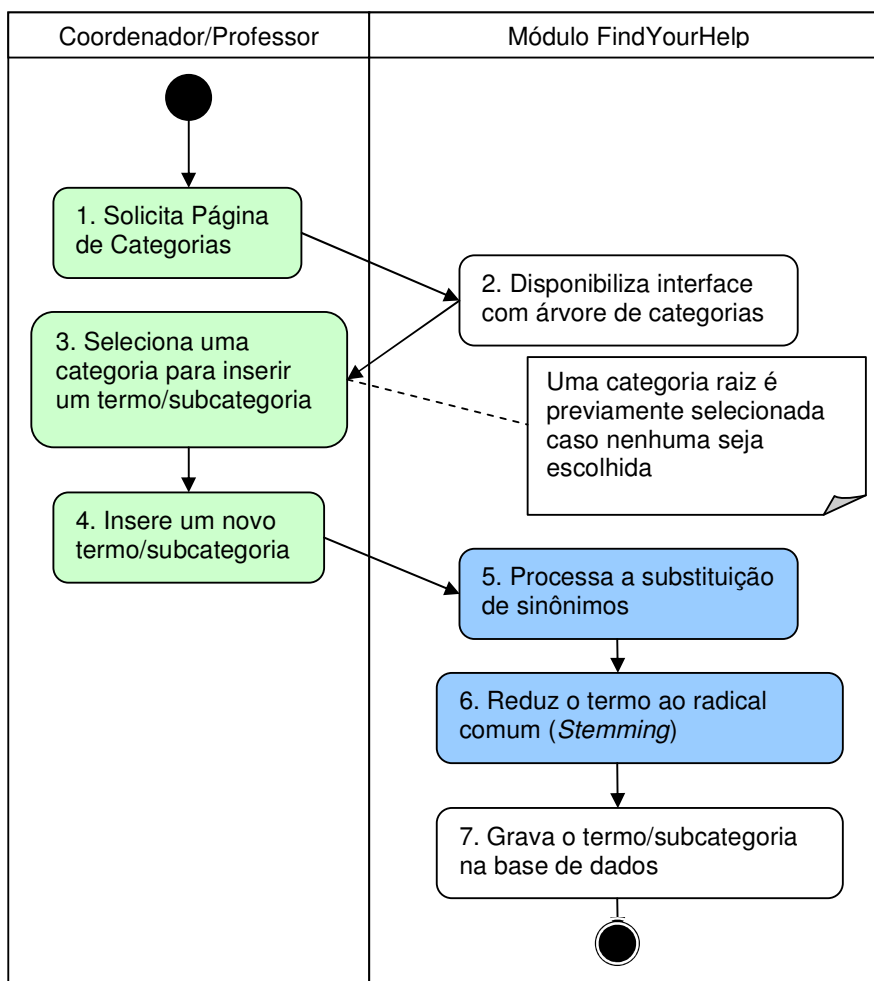 Coordenador/Professor
Módulo FindYourHelp
1. Solicita Página
de Categorias
2. Disponibiliza interface
com árvore de categorias
3. Seleciona uma
categoria para inserir
um termo/subcategoria
Uma categoria raiz é
previamente selecionada
caso nenhuma seja
escolhida
4. Insere um novo
termo/subcategoria
5. Processa a substituição
de sinônimos
6. Reduz o termo ao radical
comum (Stemming)
7. Grava o termo/subcategoria
na base de dados